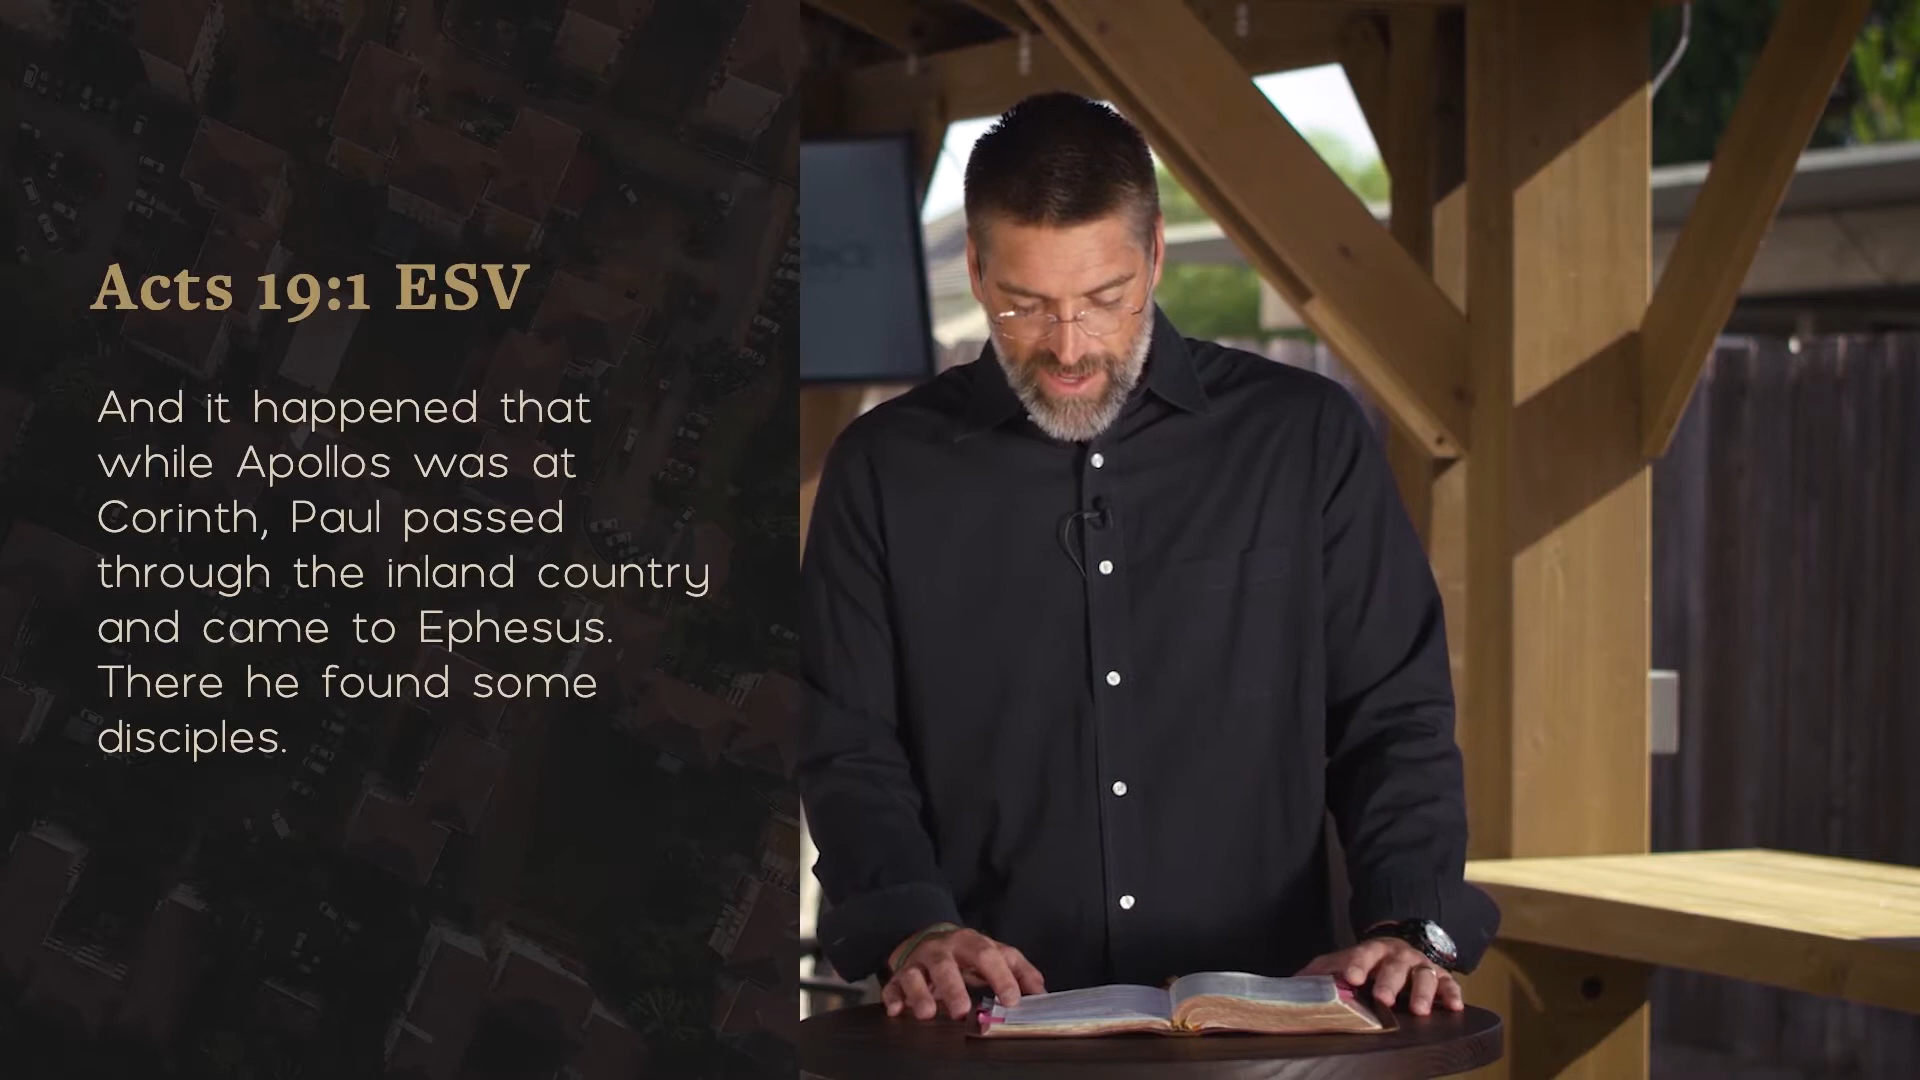 Acts 19:1 ESV
And it happened that
while Apollos was at
Corinth, Paul passed
through the inland country
and came to Ephesus.
There he found some
disciples.